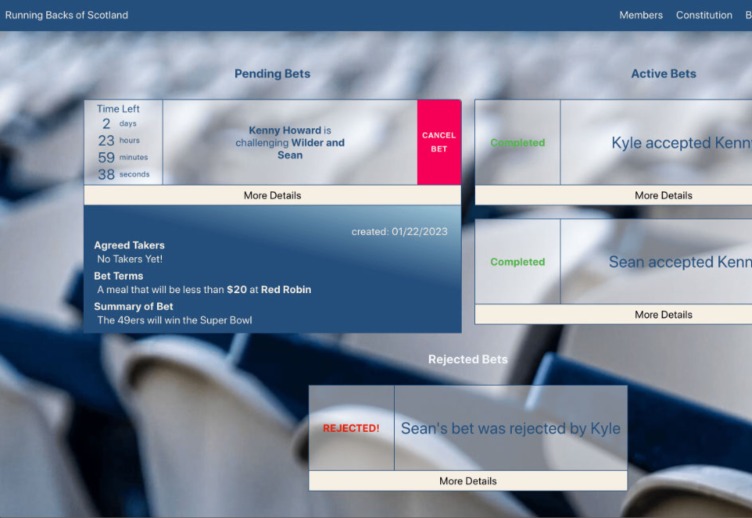 Running Backs of Scotland
Members Constitution B
Pending Bets
Time Left
2 days
23 hours
59 minutes
38 seconds
Kenny Howard is
challenging Wilder and
Sean
CANCEL
BET
More Details
created: 01/22/2023
Agreed Takers
No Takers Yet!
Bet Terms
A meal that will be less than $20 at Red Robin
Summary of Bet
The 49ers will win the Super Bowl
Active Bets
Completed
Kyle accepted Kenn
More Details
Completed
Sean accepted Kenn
More Details
Rejected Bets
REJECTED!
Sean's bet was rejected by Kyle
More Details